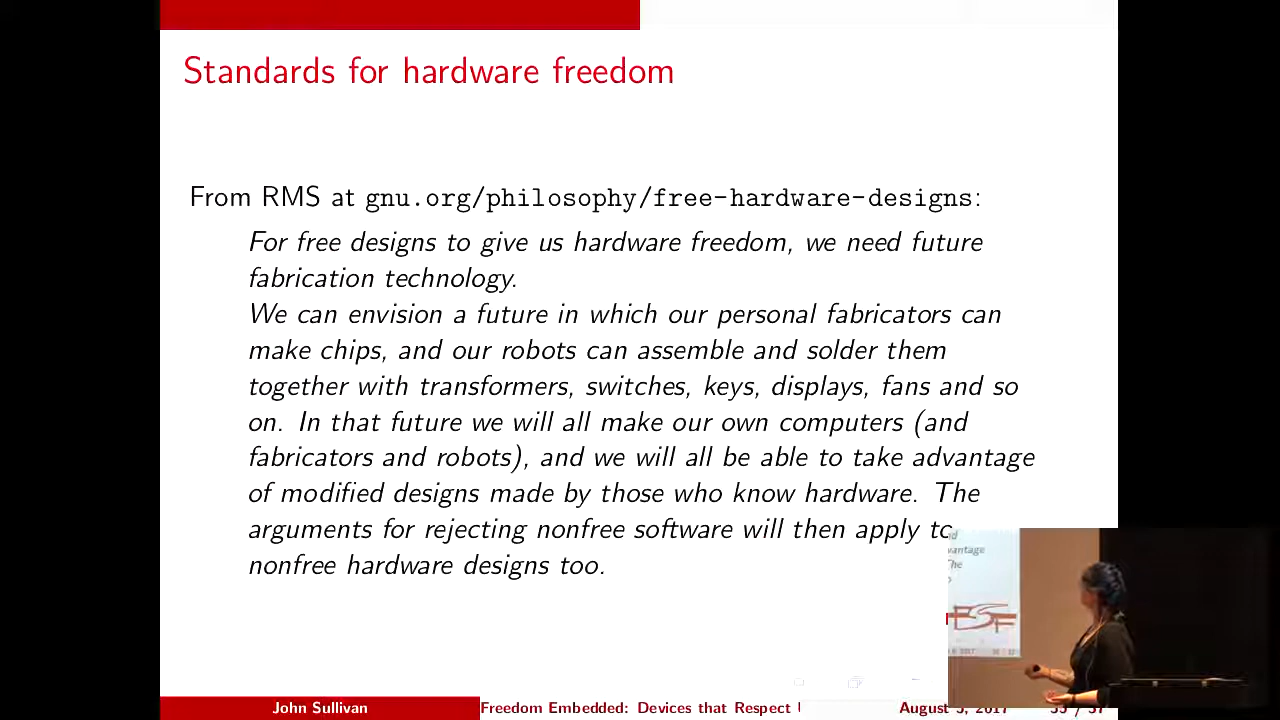 Standards for hardware freedom
From RMS at gnu.org/philosophy/free-hardware-designs:
For free designs to give us hardware freedom, we need future
fabrication technology.
We can envision a future in which our personal fabricators can
make chips, and our robots can assemble and solder them
together with transformers, switches, keys, displays, fans and so
on. In that future we will all make our own computers (and
fabricators and robots), and we will all be able to take advantage
of modified designs made by those who know hardware. The
arguments for rejecting nonfree software will then apply to
nonfree hardware designs too.
vantage
The
FSF
John Sullivan
Freedom Embedded: Devices that Respect
August 5, 2017